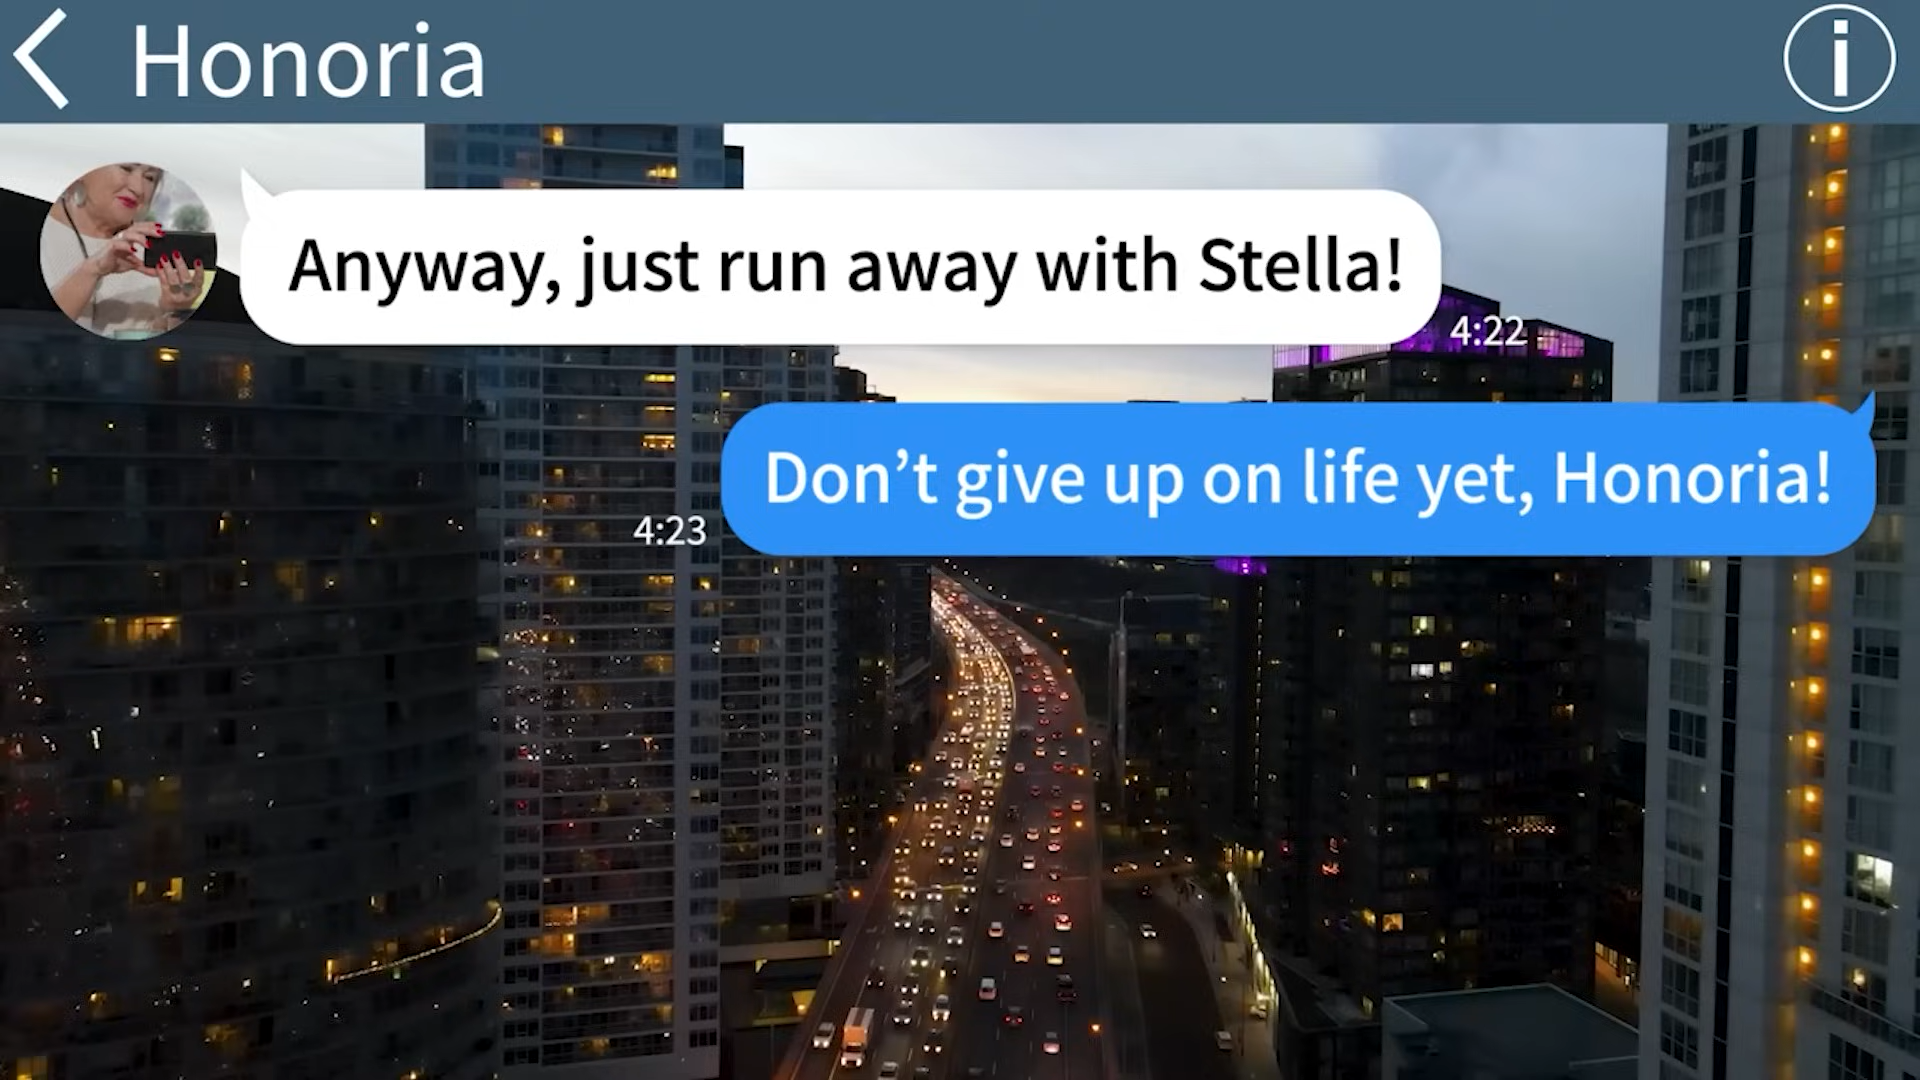 Honoria
Anyway, just run away with Stella!
4:22
Don’t give up on life yet, Honoria!
4:23